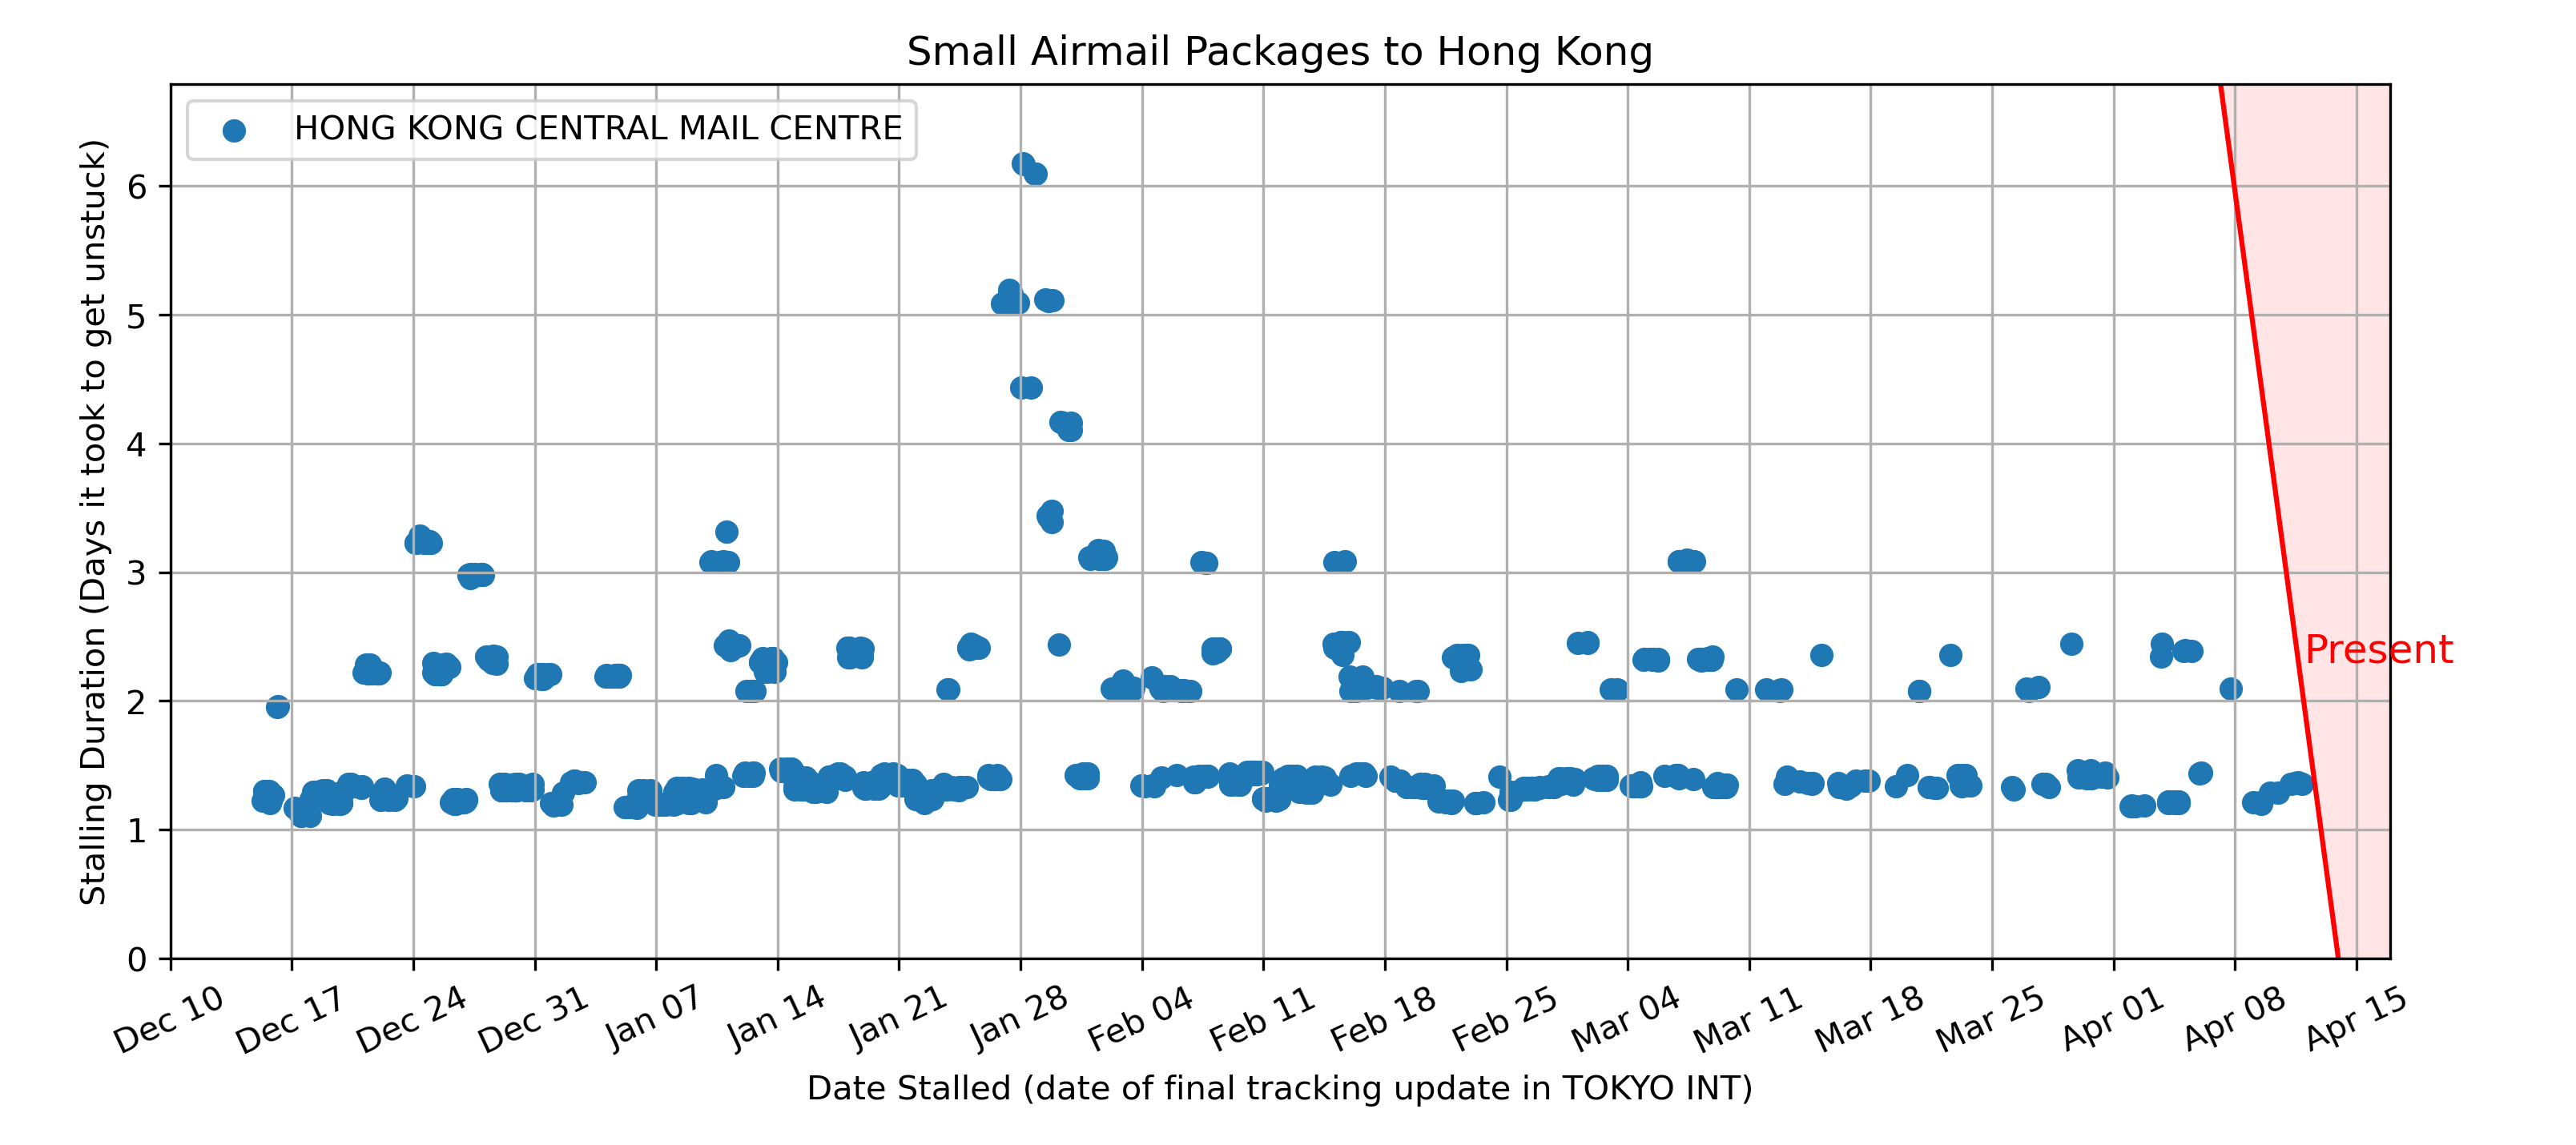 Small Airmail Packages to Hong Kong
HONG KONG CENTRAL MAIL CENTRE
Stalling Duration (Days it took to get unstuck)
6
5
4
3
2
1
0
Present
Dec 10
Dec 17
Dec 24
Dec 31
Jan 07
Jan 14
Jan 21
Jan 28
Feb 04
Feb 11
Feb 18
Feb 25
Mar 04
Mar 11
Mar 18
Mar 25
Apr 01
Apr 08
Apr 15
Date Stalled (date of final tracking update in TOKYO INT)